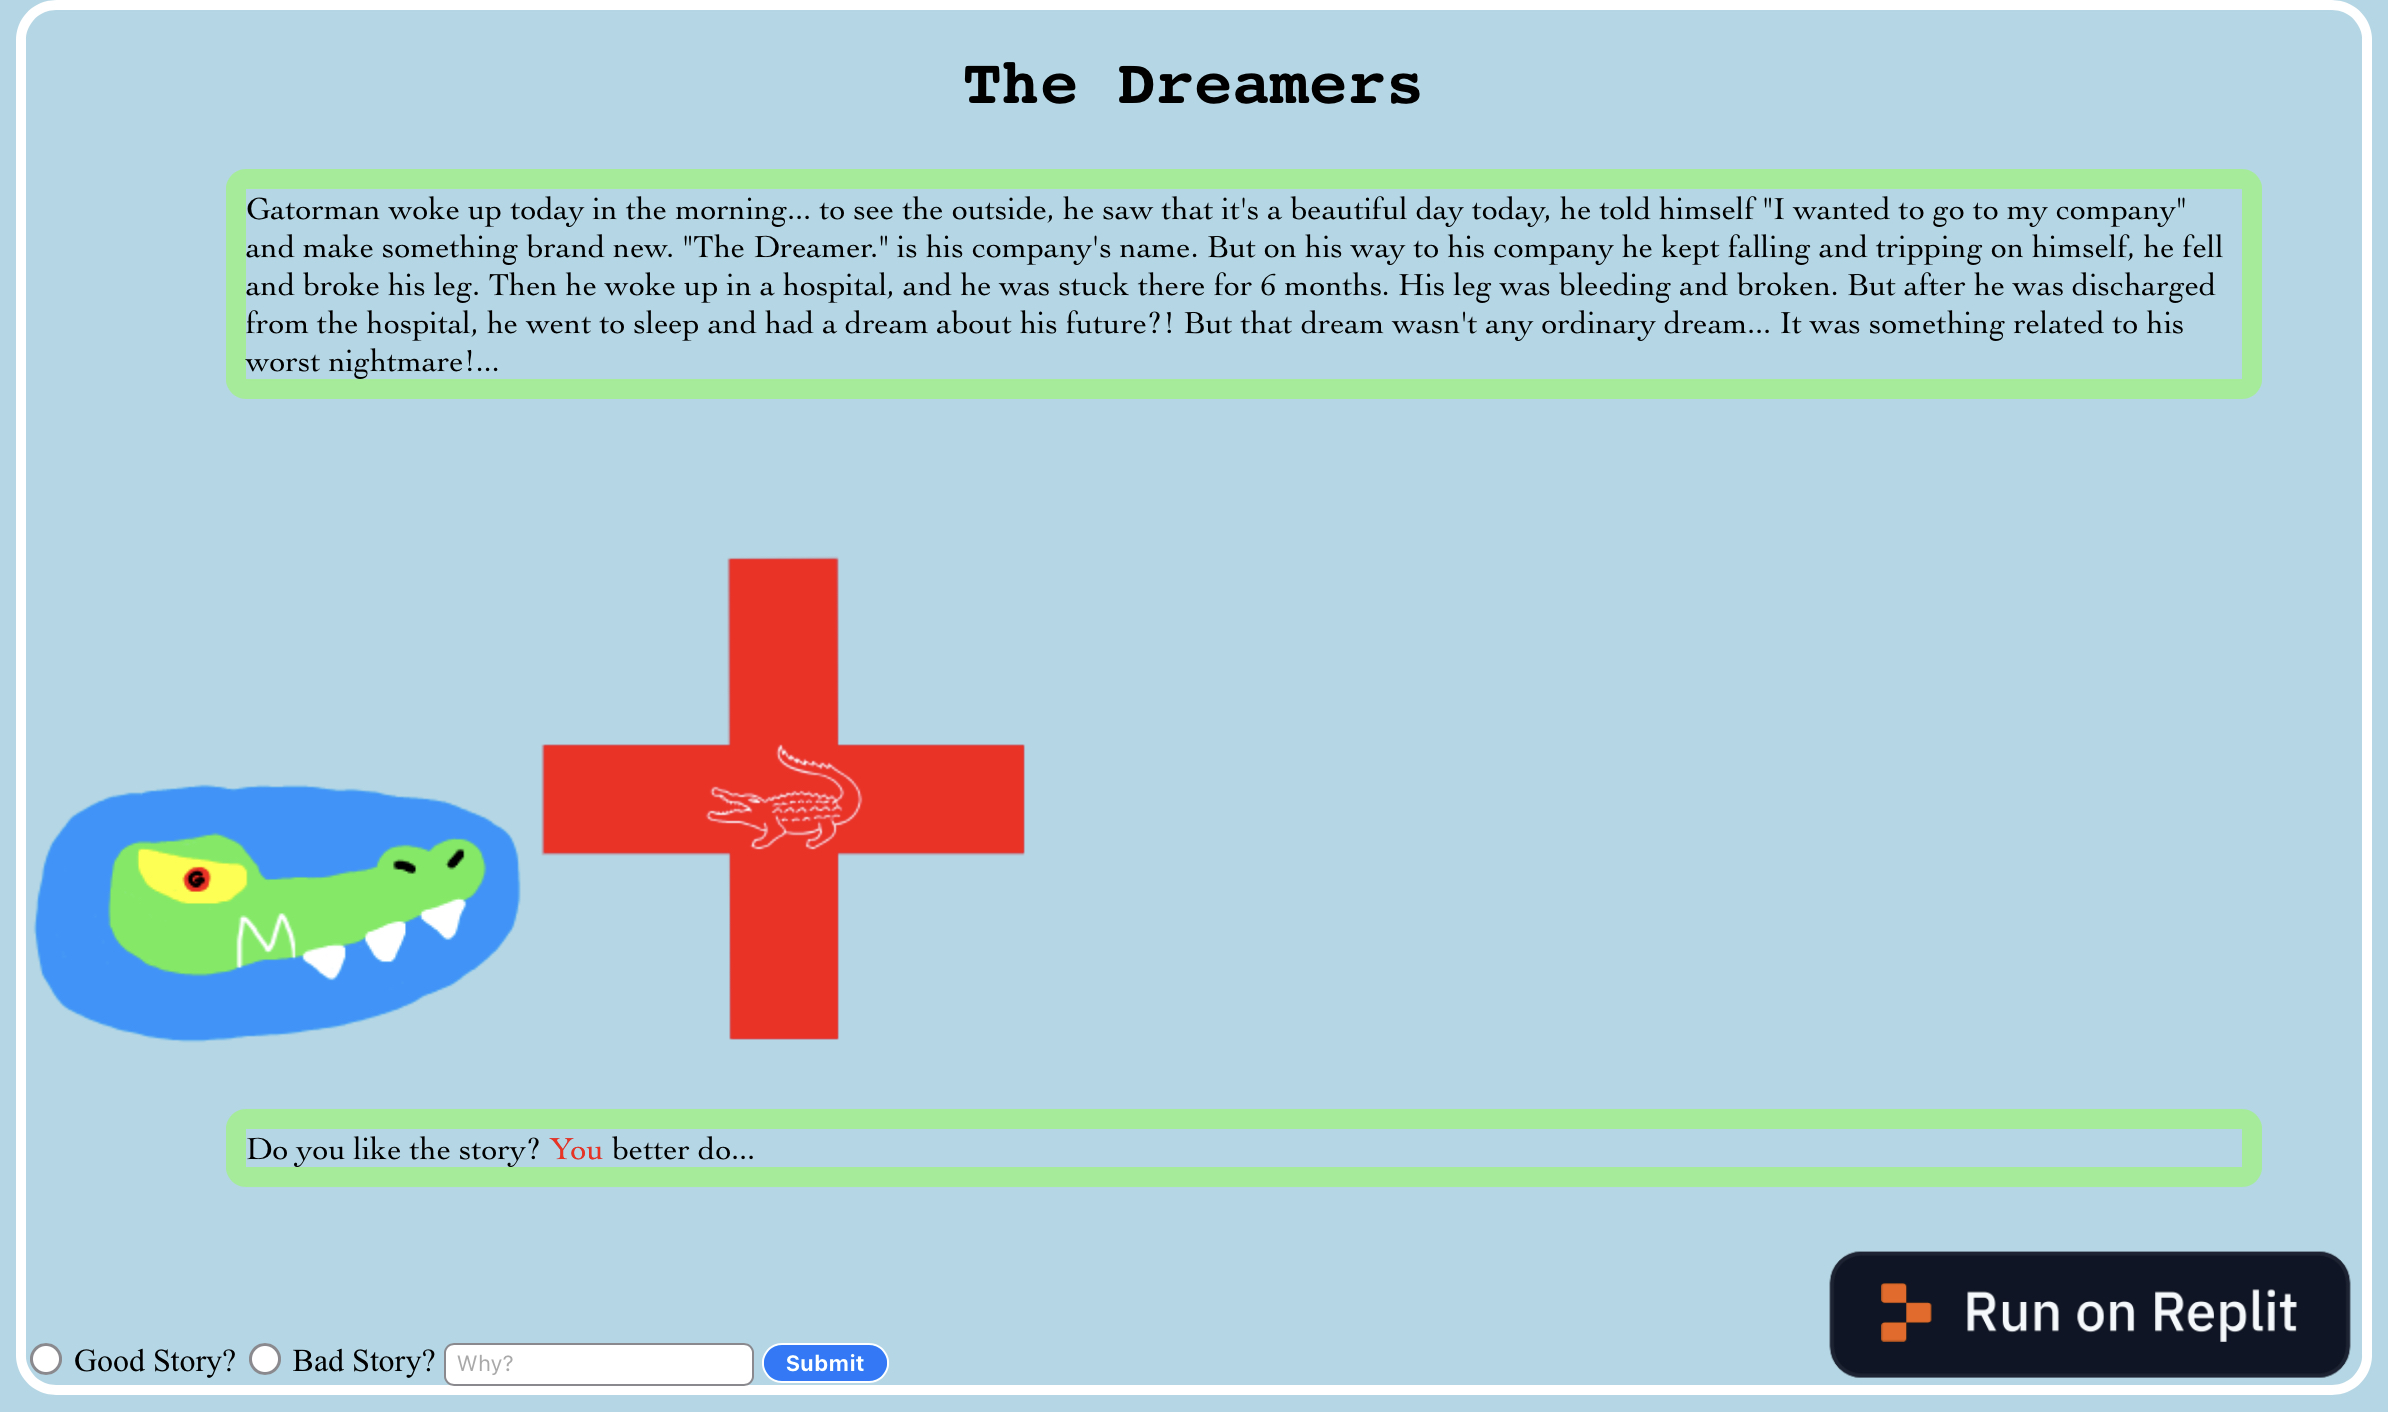 The Dreamers
Gatorman woke up today in the morning... to see the outside, he saw that it's a beautiful day today, he told himself "I wanted to go to my company"
and make something brand new. "The Dreamer." is his company's name. But on his way to his company he kept falling and tripping on himself, he fell
and broke his leg. Then he woke up in a hospital, and he was stuck there for 6 months. His leg was bleeding and broken. But after he was discharged
from the hospital, he went to sleep and had a dream about his future?! But that dream wasn't any ordinary dream... It was something related to his
worst nightmare!...
M
Do you like the story? You better do...
Run on Replit
Good Story? Bad Story? Why? Submit